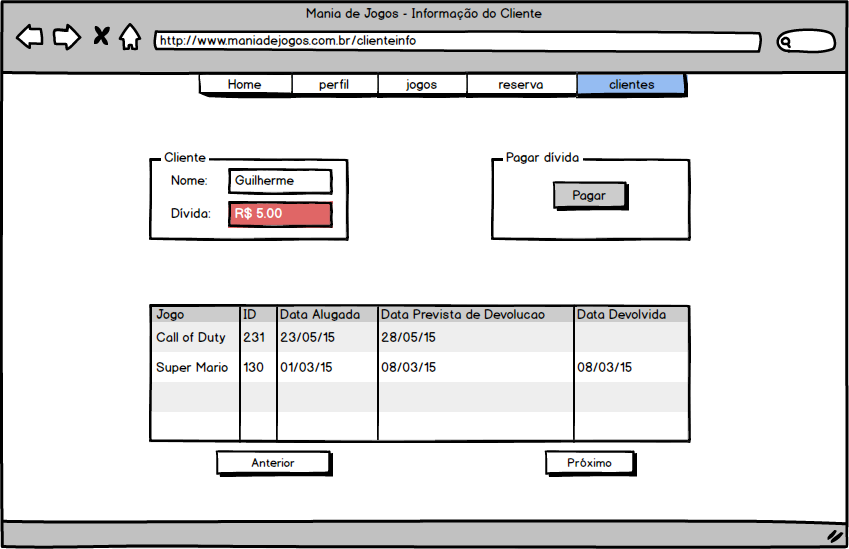 Mania de Jogos - Informação do Cliente
http://www.maniadejogos.com.br/clienteinfo
Home perfil jogos reserva clientes
Cliente
Nome: Guilherme
Dívida: R$ 5.00
Pagar dívida
Pagar
Jogo ID Data Alugada Data Prevista de Devolucao Data Devolvida
Call of Duty 231 23/05/15 28/05/15
Super Mario 130 01/03/15 08/03/15 08/03/15
Anterior Próximo